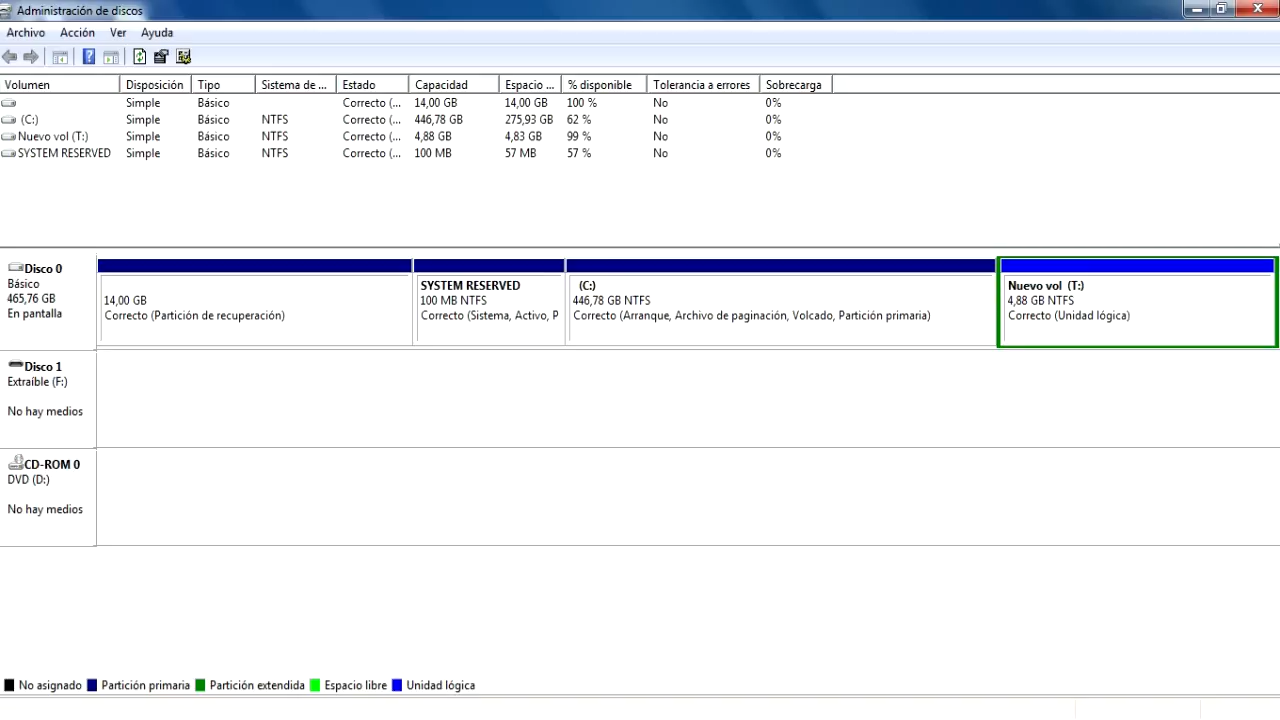 Administración de discos
Archivo Acción Ver Ayuda
Volumen Disposición Tipo Sistema de ... Estado Capacidad Espacio ... % disponible Tolerancia a errores Sobrecarga
Simple Básico Correcto (... 14,00 GB 14,00 GB 100 % No 0%
(C:) Simple Básico NTFS Correcto (... 446,78 GB 275,93 GB 62 % No 0%
Nuevo vol (T:) Simple Básico NTFS Correcto (... 4,88 GB 4,83 GB 99 % No 0%
SYSTEM RESERVED Simple Básico NTFS Correcto (... 100 MB 57 MB 57 % No 0%
Disco 0
Básico
465,76 GB
En pantalla
14,00 GB
Correcto (Partición de recuperación)
SYSTEM RESERVED
100 MB NTFS
Correcto (Sistema, Activo, P
(C:)
446,78 GB NTFS
Correcto (Arranque, Archivo de paginación, Volcado, Partición primaria)
Nuevo vol (T:)
4,88 GB NTFS
Correcto (Unidad lógica)
Disco 1
Extraíble (F:)
No hay medios
CD-ROM 0
DVD (D:)
No hay medios
No asignado Partición primaria Partición extendida Espacio libre Unidad lógica